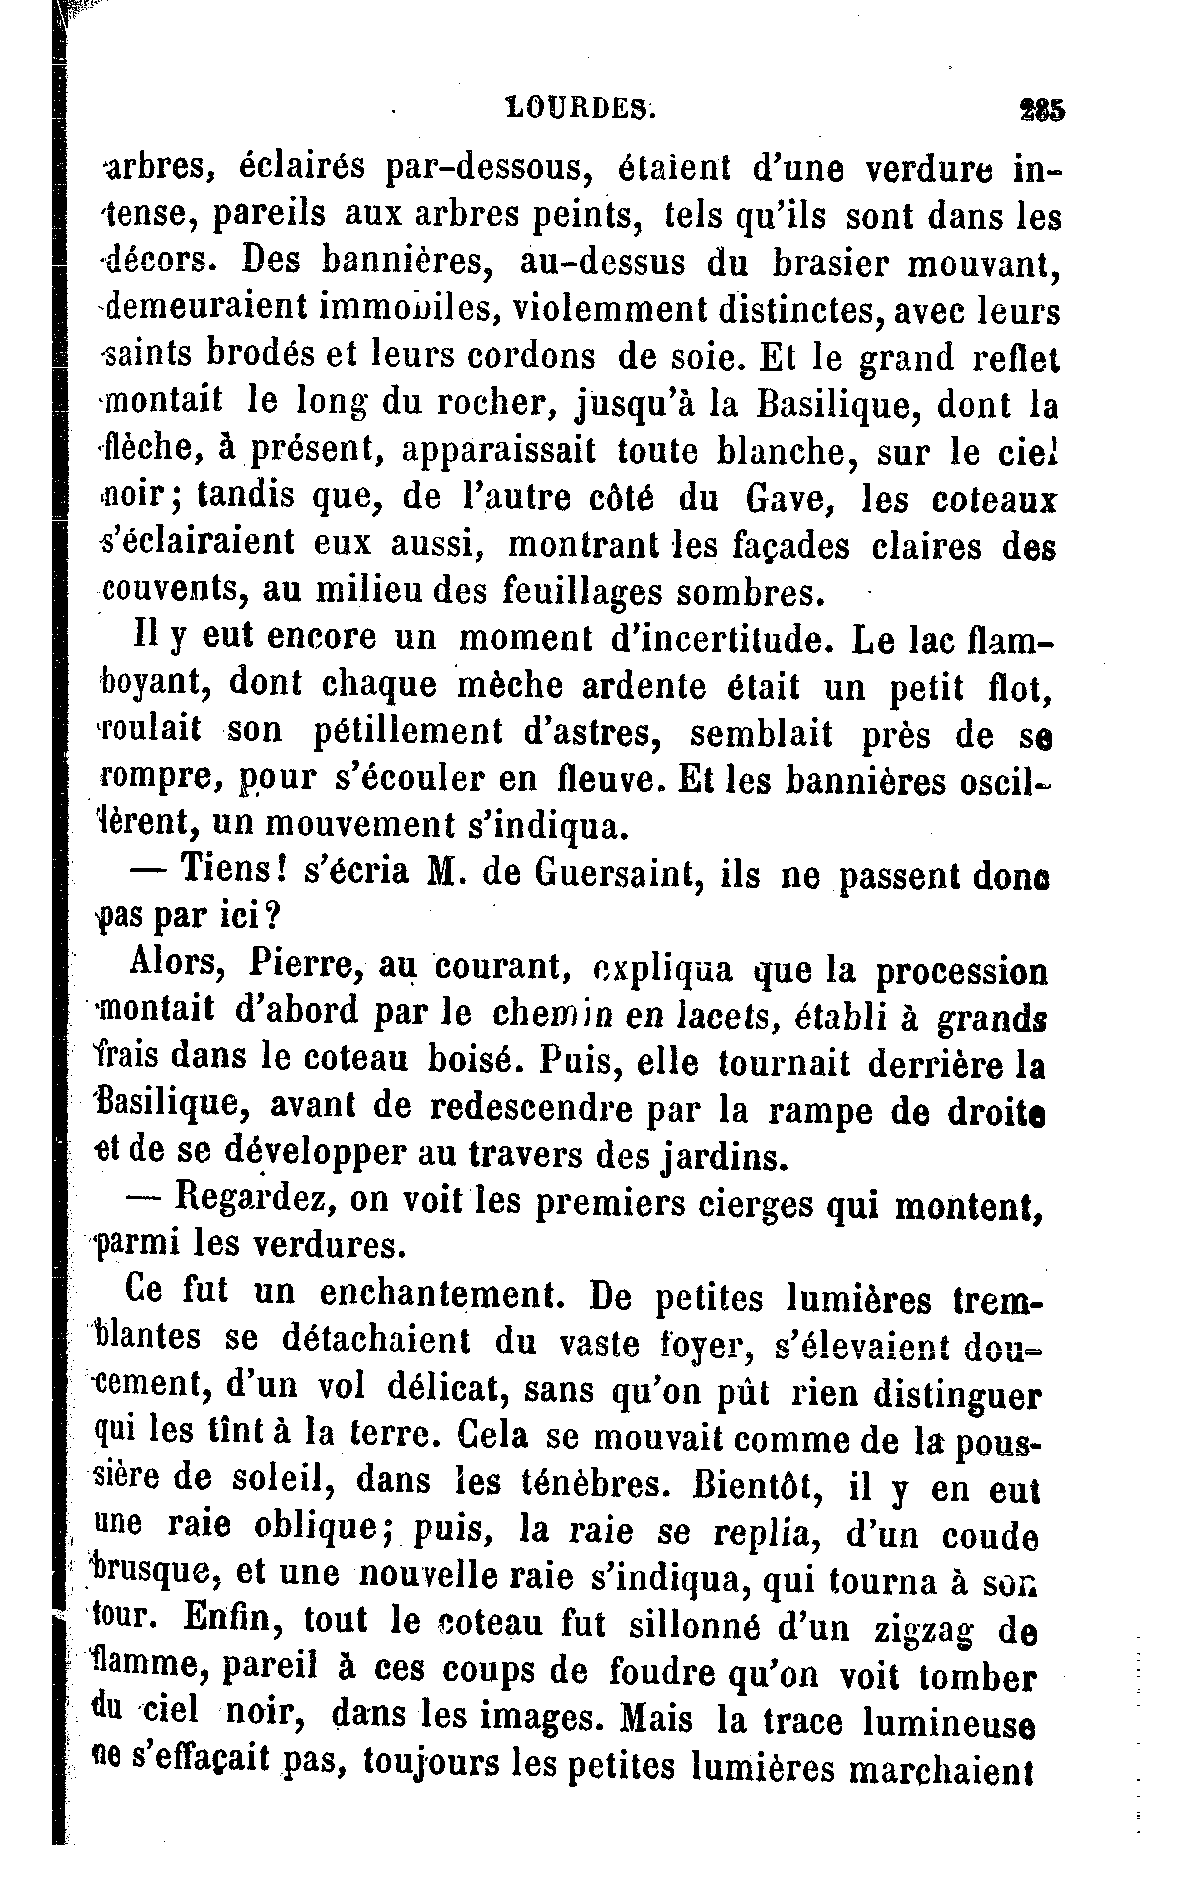 LOURDES. 285
arbres, éclairés par-dessous, étaient d'une verdure in-
tense, pareils aux arbres peints, tels qu'ils sont dans les
décors. Des bannières, au-dessus du brasier mouvant,
demeuraient immobiles, violemment distinctes, avec leurs
saints brodés et leurs cordons de soie. Et le grand reflet
montait le long du rocher, jusqu'à la Basilique, dont la
flèche, à présent, apparaissait toute blanche, sur le ciel
noir; tandis que, de l'autre côté du Gave, les coteaux
s'éclairaient eux aussi, montrant les façades claires des
couvents, au milieu des feuillages sombres.
Il y eut encore un moment d'incertitude. Le lac flam-
boyant, dont chaque mèche ardente était un petit flot,
roulait son pétillement d'astres, semblait près de se
rompre, pour s'écouler en fleuve. Et les bannières oscil-
lèrent, un mouvement s'indiqua.
— Tiens! s'écria M. de Guersaint, ils ne passent donc
pas par ici?
Alors, Pierre, au courant, expliqua que la procession
montait d'abord par le chemin en lacets, établi à grands
frais dans le coteau boisé. Puis, elle tournait derrière la
Basilique, avant de redescendre par la rampe de droite
et de se développer au travers des jardins.
— Regardez, on voit les premiers cierges qui montent,
parmi les verdures.
Ce fut un enchantement. De petites lumières trem-
blantes se détachaient du vaste foyer, s'élevaient dou-
cement, d'un vol délicat, sans qu'on pût rien distinguer
qui les tînt à la terre. Cela se mouvait comme de la pous-
sière de soleil, dans les ténèbres. Bientôt, il y en eut
une raie oblique; puis, la raie se replia, d'un coude
brusque, et une nouvelle raie s'indiqua, qui tourna à son
tour. Enfin, tout le coteau fut sillonné d'un zigzag de
flamme, pareil à ces coups de foudre qu'on voit tomber
du ciel noir, dans les images. Mais la trace lumineuse
ne s'effaçait pas, toujours les petites lumières marchaient